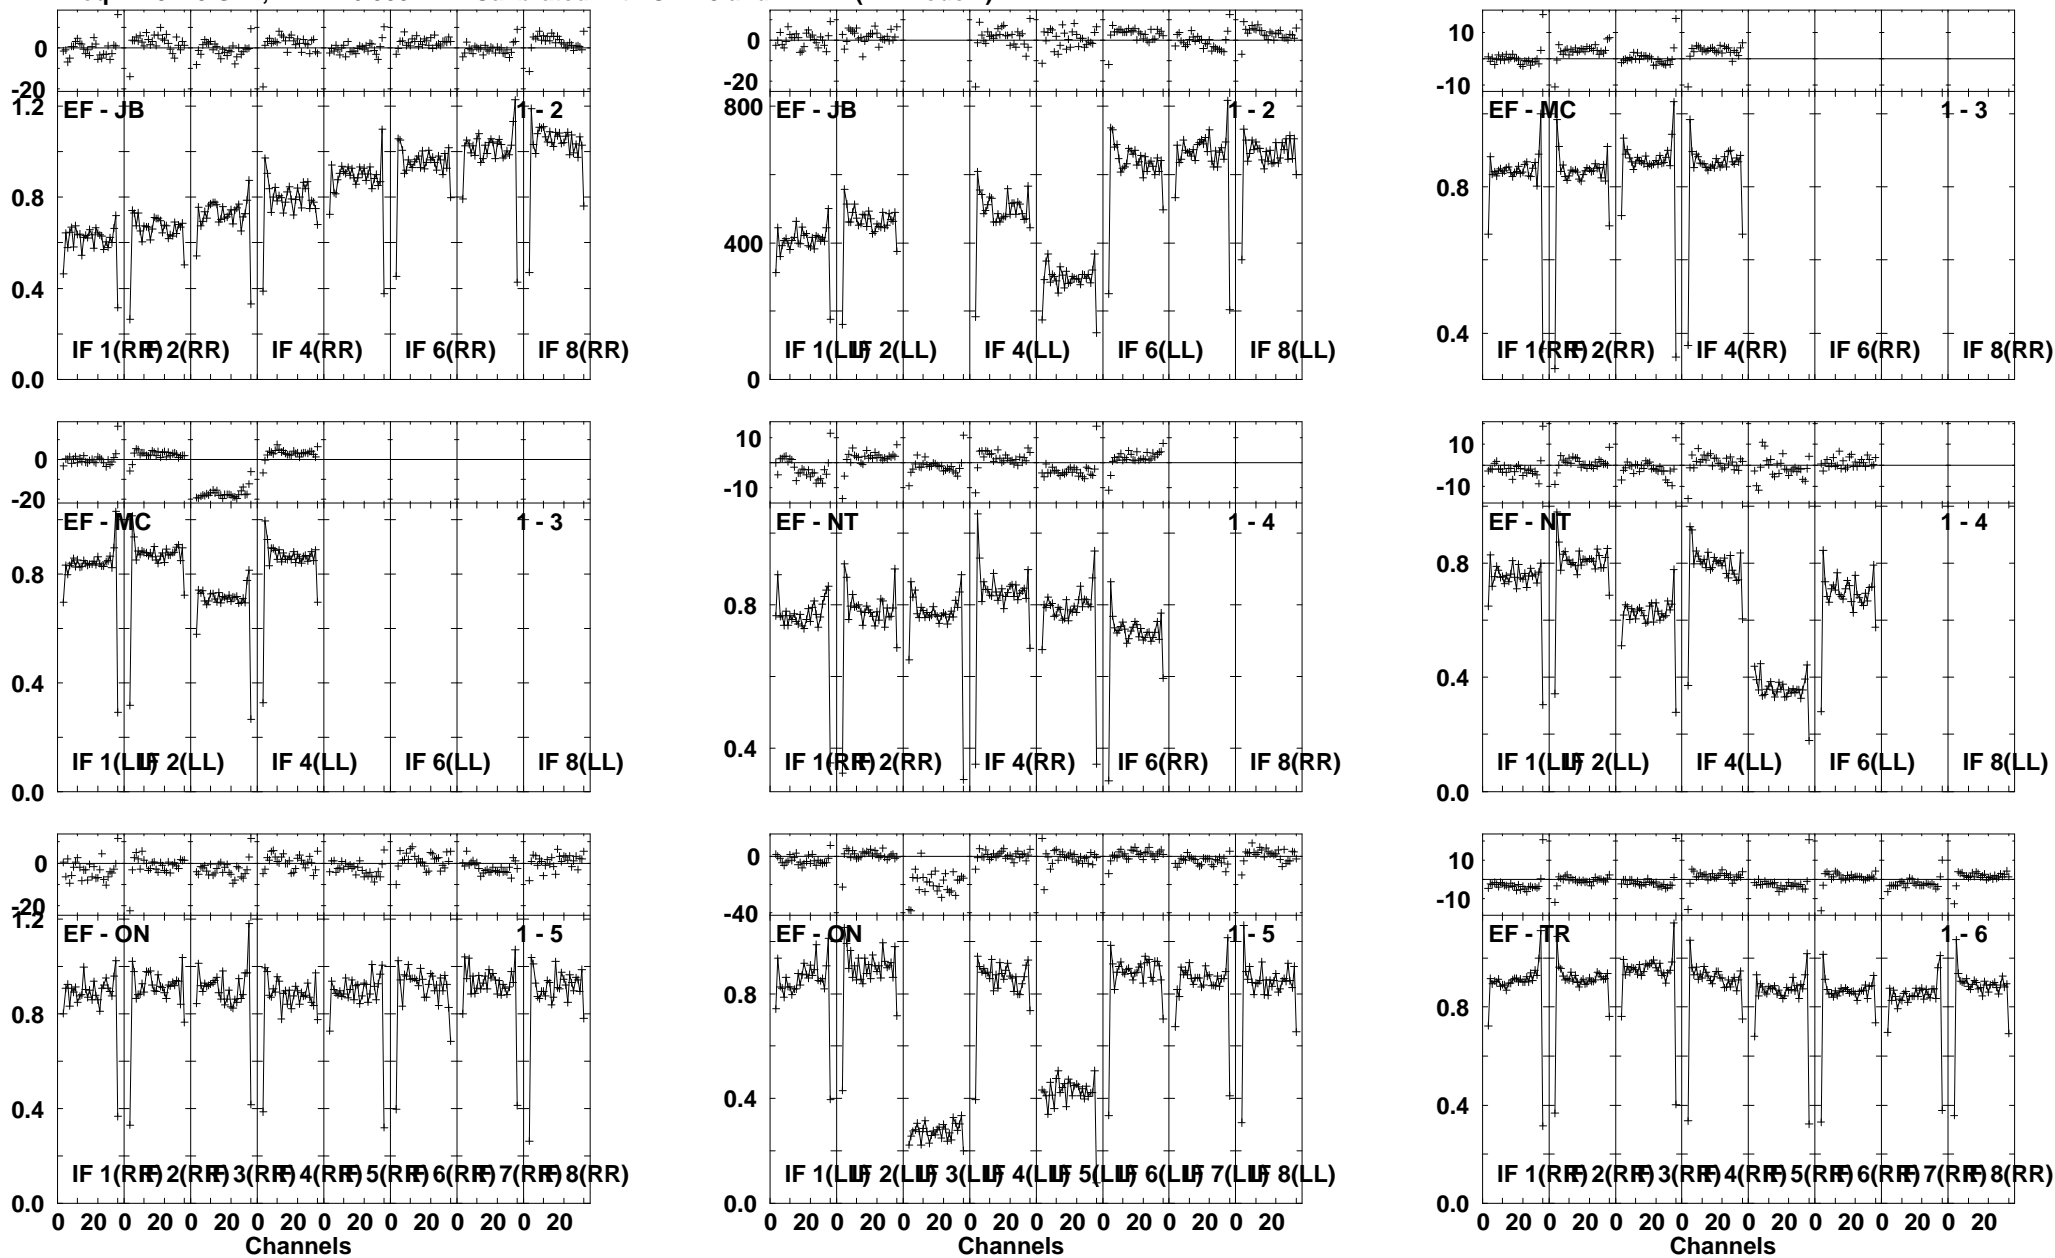 0
-20
1.2
0.8
0.4
0.0
EF - JB 1 - 2
IF 1(RR) IF 2(RR) IF 4(RR) IF 6(RR) IF 8(RR)
0
-20
800
400
0
EF - JB 1 - 2
IF 1(LL) IF 2(LL) IF 4(LL) IF 6(LL) IF 8(LL)
10
-10
0.8
0.4
EF - MC 1 - 3
IF 1(RR) IF 2(RR) IF 4(RR) IF 6(RR) IF 8(RR)
0
-20
0.8
0.4
0.0
EF - MC 1 - 3
IF 1(LL) IF 2(LL) IF 4(LL) IF 6(LL) IF 8(LL)
10
-10
0.8
0.4
EF - NT 1 - 4
IF 1(RR) IF 2(RR) IF 4(RR) IF 6(RR) IF 8(RR)
10
-10
0.8
0.4
0.0
EF - NT 1 - 4
IF 1(LL) IF 2(LL) IF 4(LL) IF 6(LL) IF 8(LL)
0
-20
1.2
0.8
0.4
0.0
EF - ON 1 - 5
IF 1(RR) IF 2(RR) IF 3(RR) IF 4(RR) IF 5(RR) IF 6(RR) IF 7(RR) IF 8(RR)
0 20 0 20 0 20 0 20 0 20 0 20 0 20 0 20
Channels
0
-40
0.8
0.4
0.0
EF - ON 1 - 5
IF 1(LL) IF 2(LL) IF 3(LL) IF 4(LL) IF 5(LL) IF 6(LL) IF 7(LL) IF 8(LL)
0 20 0 20 0 20 0 20 0 20 0 20 0 20 0 20
Channels
10
-10
0.8
0.4
0.0
EF - TR 1 - 6
IF 1(RR) IF 2(RR) IF 3(RR) IF 4(RR) IF 5(RR) IF 6(RR) IF 7(RR) IF 8(RR)
0 20 0 20 0 20 0 20 0 20 0 20 0 20 0 20
Channels